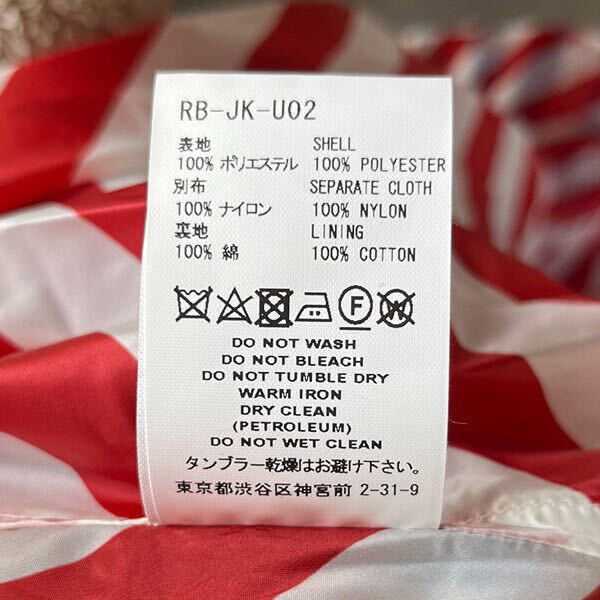 RB-JK-U02
表地 SHELL
100% ポリエステル 100% POLYESTER
別布 SEPARATE CLOTH
100% ナイロン 100% NYLON
裏地 LINING
100% 綿 100% COTTON
F W
DO NOT WASH
DO NOT BLEACH
DO NOT TUMBLE DRY
WARM IRON
DRY CLEAN
(PETROLEUM)
DO NOT WET CLEAN
タンブラー乾燥はお避け下さい。
東京都渋谷区神宮前 2-31-9